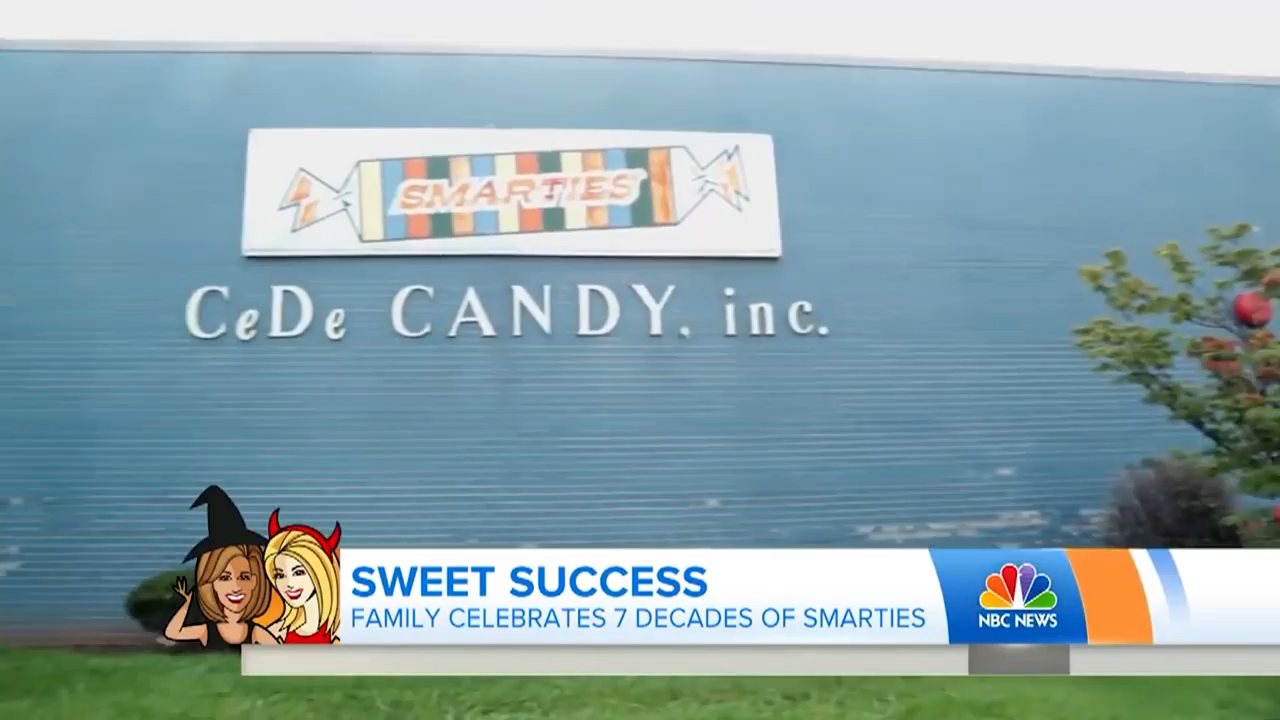 SMARTIES
CeDe CANDY, inc.
SWEET SUCCESS
FAMILY CELEBRATES 7 DECADES OF SMARTIES
NBC NEWS